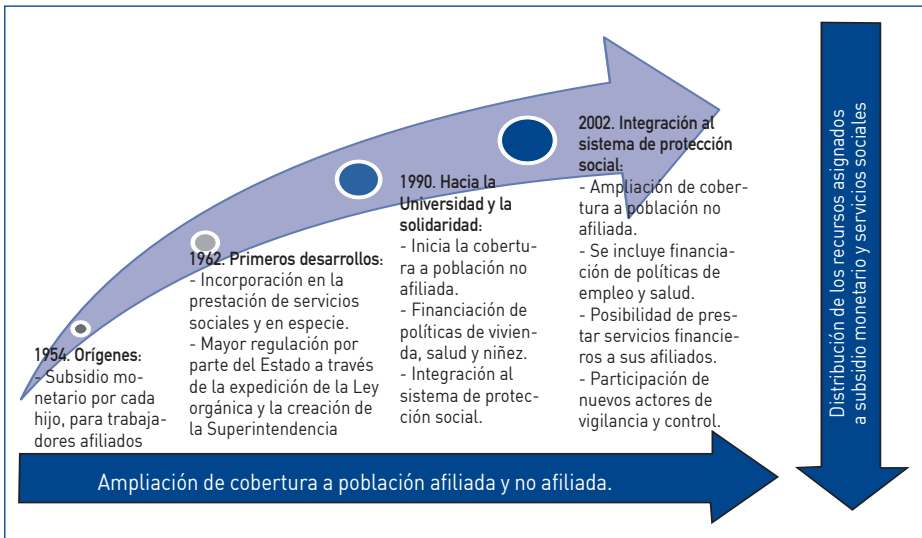 1954. Orígenes:
- Subsidio mo-
netario por cada
hijo, para trabaja-
dores afiliados
1962. Primeros desarrollos:
- Incorporación en la
prestación de servicios
sociales y en especie.
- Mayor regulación por
parte del Estado a través
de la expedición de la Ley
orgánica y la creación de
la Superintendencia
1990. Hacia la
Universidad y la
solidaridad:
- Inicia la cobertu-
ra a población no
afiliada.
- Financiación de
políticas de vivien-
da, salud y niñez.
- Integración al
sistema de protec-
ción social.
2002. Integración al
sistema de protección
social:
- Ampliación de cober-
tura a población no
afiliada.
- Se incluye financia-
ción de políticas de
empleo y salud.
- Posibilidad de pres-
tar servicios financie-
ros a sus afiliados.
- Participación de
nuevos actores de
vigilancia y control.
Ampliación de cobertura a población afiliada y no afiliada.
Distribución de los recursos asignados
a subsidio monetario y servicios sociales